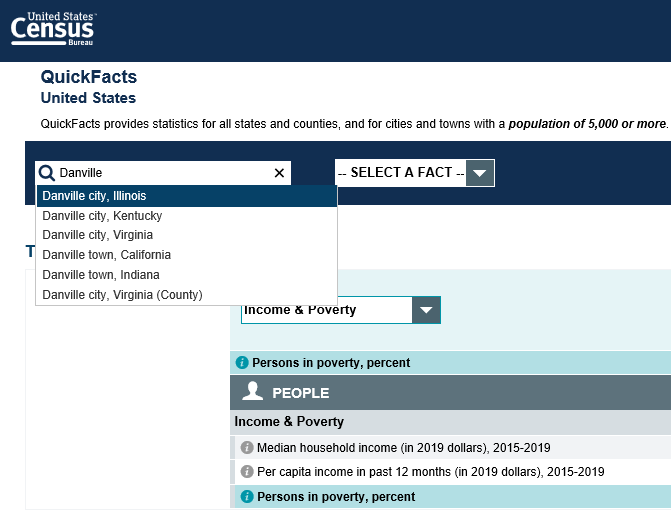 United States™
Census
Bureau
QuickFacts
United States
QuickFacts provides statistics for all states and counties, and for cities and towns with a population of 5,000 or more.
Danville
-- SELECT A FACT --
Danville city, Illinois
Danville city, Kentucky
Danville city, Virginia
T
Danville town, California
Danville town, Indiana
Danville city, Virginia (County)
Income & Poverty
Persons in poverty, percent
PEOPLE
Income & Poverty
Median household income (in 2019 dollars), 2015-2019
Per capita income in past 12 months (in 2019 dollars), 2015-2019
Persons in poverty, percent